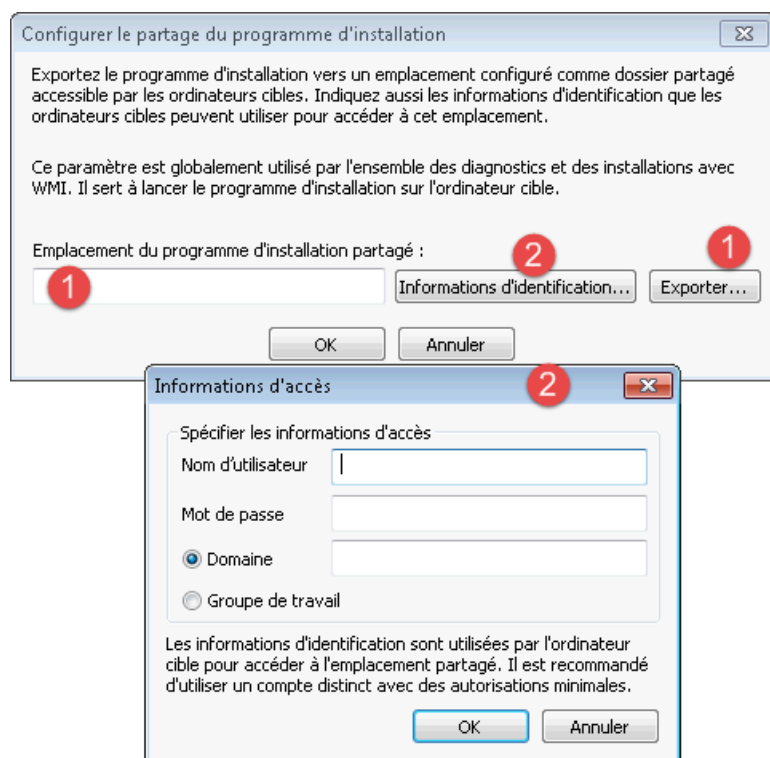 Configurer le partage du programme d'installation
Exportez le programme d'installation vers un emplacement configuré comme dossier partagé
accessible par les ordinateurs cibles. Indiquez aussi les informations d'identification que les
ordinateurs cibles peuvent utiliser pour accéder à cet emplacement.
Ce paramètre est globalement utilisé par l'ensemble des diagnostics et des installations avec
WMI. Il sert à lancer le programme d'installation sur l'ordinateur cible.
Emplacement du programme d'installation partagé :
2
1
1
Informations d'identification...
Exporter...
OK
Annuler
Informations d'accès
2
Spécifier les informations d'accès
Nom d'utilisateur
Mot de passe
Domaine
Groupe de travail
Les informations d'identification sont utilisées par l'ordinateur
cible pour accéder à l'emplacement partagé. Il est recommandé
d'utiliser un compte distinct avec des autorisations minimales.
OK
Annuler